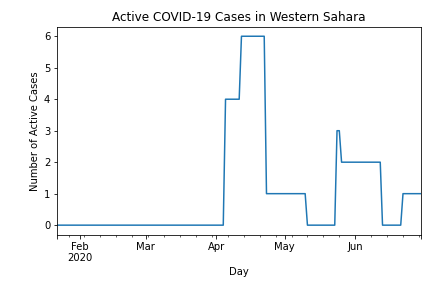 Active COVID-19 Cases in Western Sahara
Number of Active Cases
6
5
4
3
2
1
0
Feb
2020
Mar
Apr
May
Jun
Day